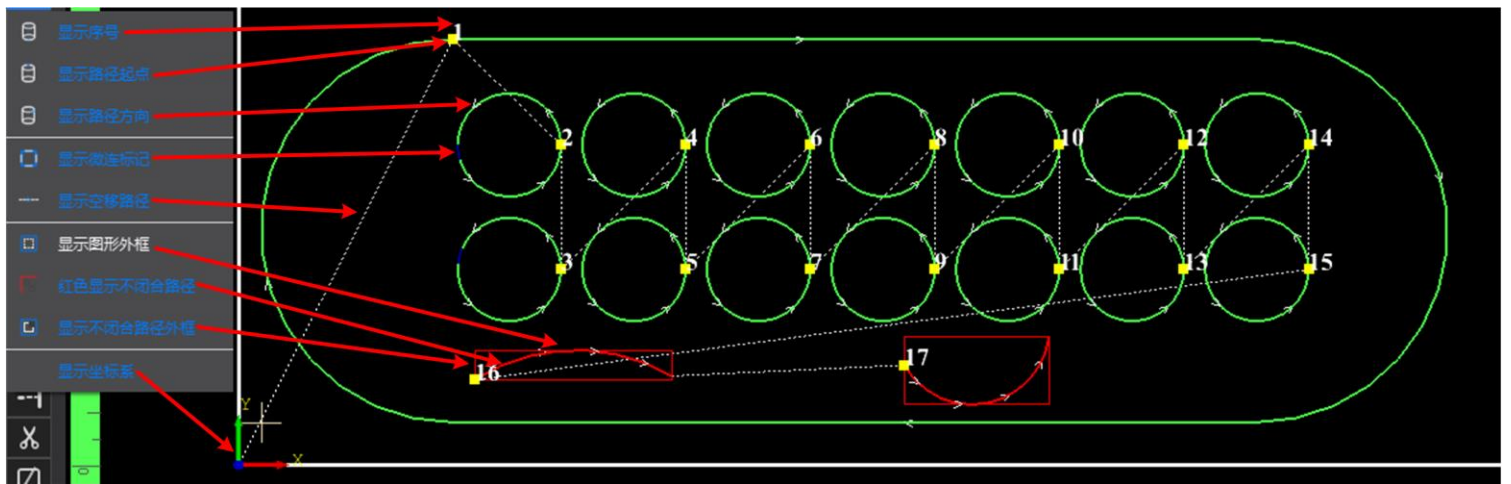 显示序号
显示路径起点
显示路径方向
显示微连标记
显示空移路径
显示图形外框
红色显示不闭合路径
显示不闭合路径外框
显示坐标系
1
2 4 6 8 10 12 14
3 5 7 9 11 13 15
16 17
Y
X
0